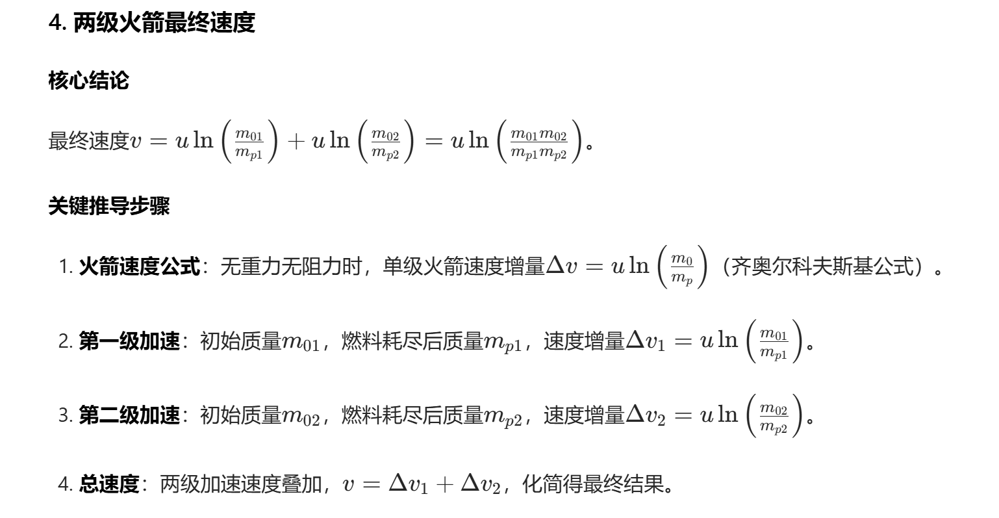 4. 两级火箭最终速度
核心结论
最终速度$v = u \ln \left( \frac{m_{01}}{m_{p1}} \right) + u \ln \left( \frac{m_{02}}{m_{p2}} \right) = u \ln \left( \frac{m_{01} m_{02}}{m_{p1} m_{p2}} \right)$。
关键推导步骤
1. 火箭速度公式：无重力无阻力时，单级火箭速度增量$\Delta v = u \ln \left( \frac{m_0}{m_p} \right)$（齐奥尔科夫斯基公式）。
2. 第一级加速：初始质量$m_{01}$，燃料耗尽后质量$m_{p1}$，速度增量$\Delta v_1 = u \ln \left( \frac{m_{01}}{m_{p1}} \right)$。
3. 第二级加速：初始质量$m_{02}$，燃料耗尽后质量$m_{p2}$，速度增量$\Delta v_2 = u \ln \left( \frac{m_{02}}{m_{p2}} \right)$。
4. 总速度：两级加速速度叠加，$v = \Delta v_1 + \Delta v_2$，化简得最终结果。